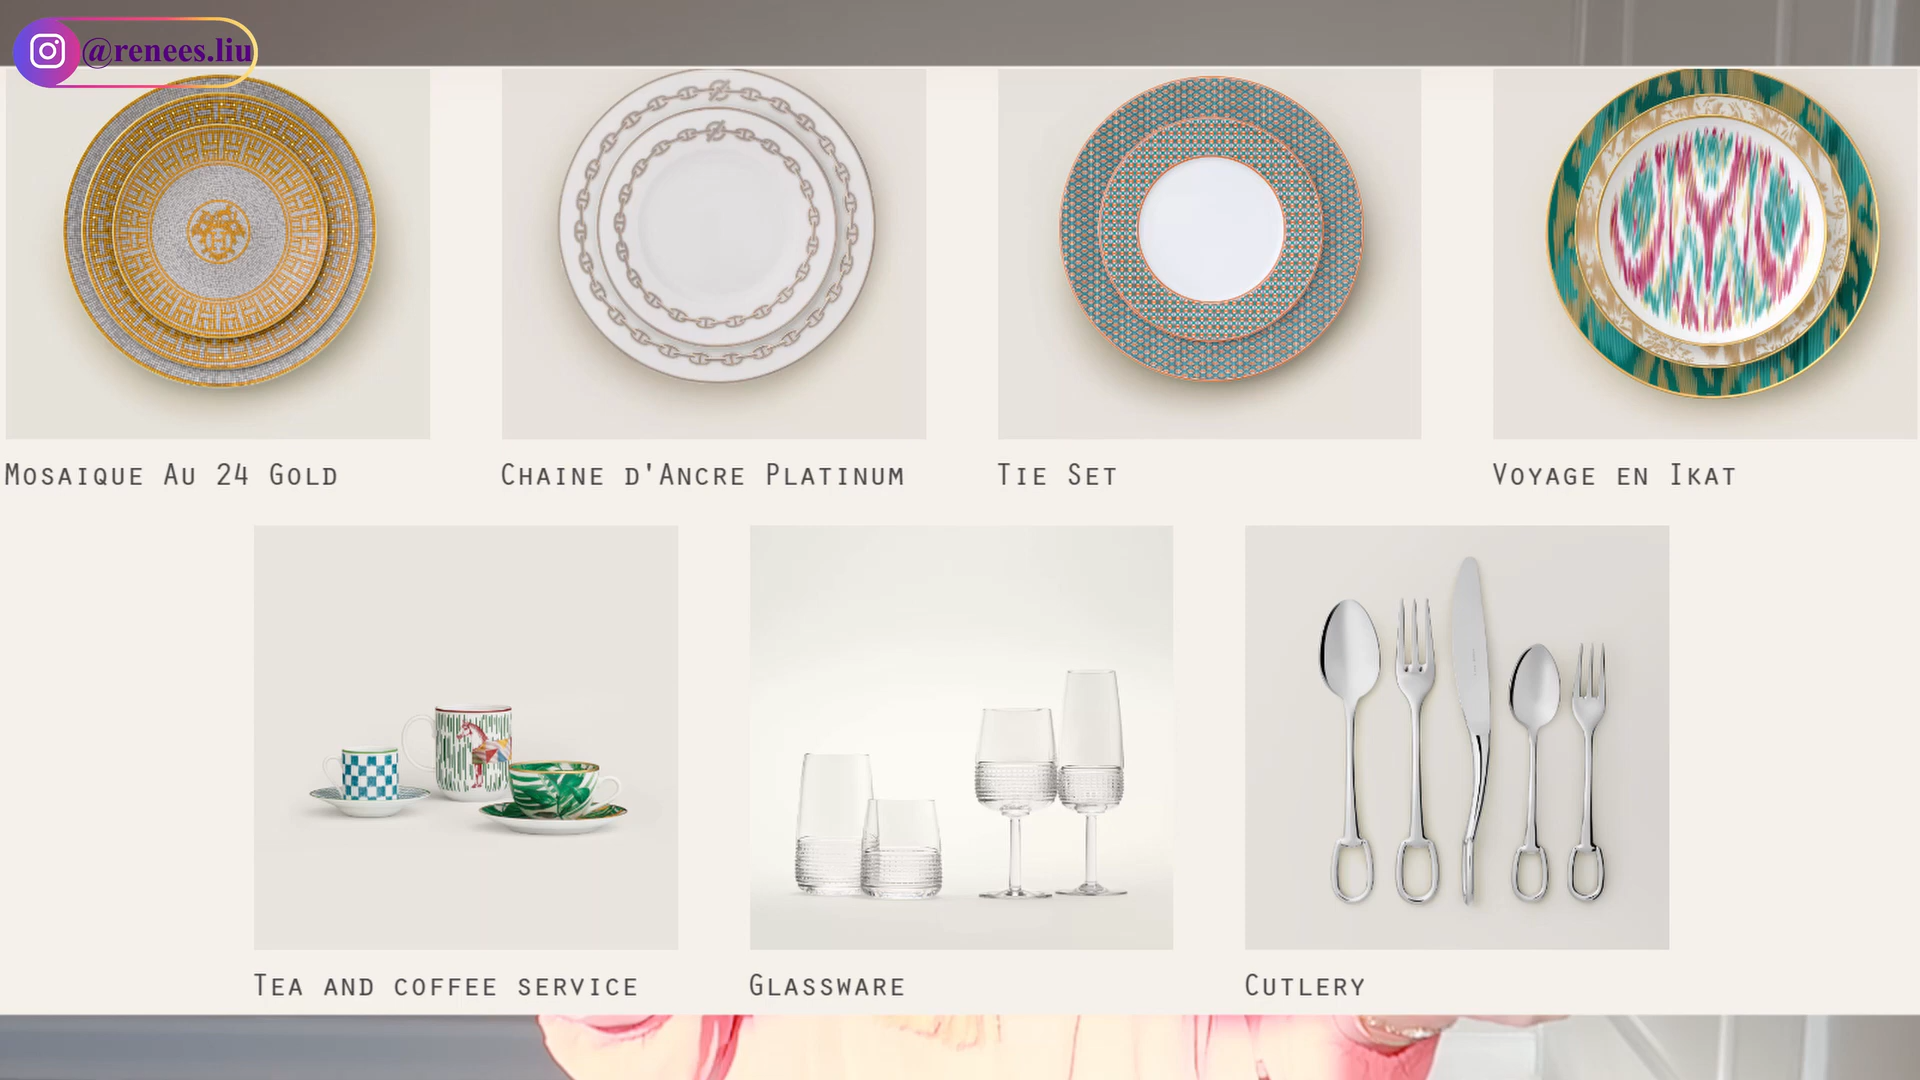 @renees.liu
Mosaique Au 24 Gold
Chaine d'Ancre Platinum
Tie Set
Voyage en Ikat
Tea and coffee service
Glassware
Cutlery